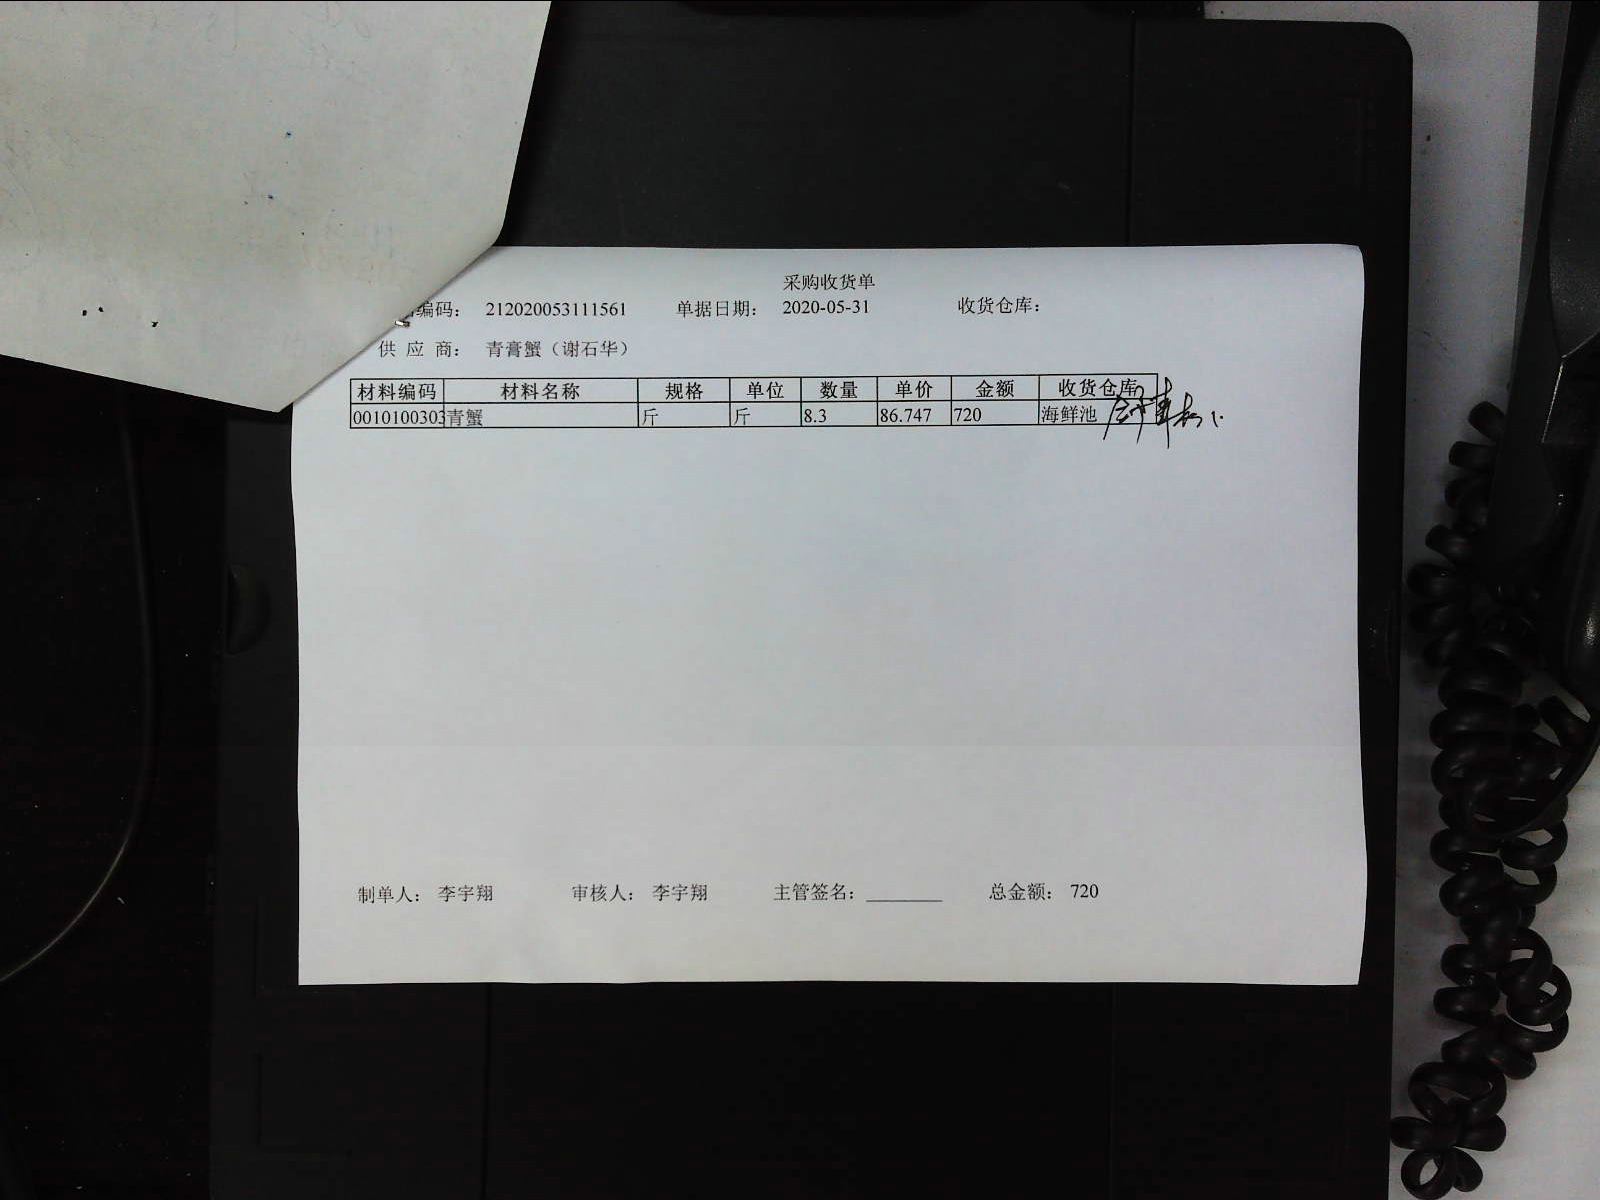 采购收货单
编码： 212020053111561 单据日期： 2020-05-31 收货仓库：
供 应 商： 青膏蟹（谢石华）
材料编码 材料名称 规格 单位 数量 单价 金额 收货仓库
0010100303 青蟹 斤 斤 8.3 86.747 720 海鲜池
制单人： 李宇翔 审核人： 李宇翔 主管签名：________ 总金额： 720